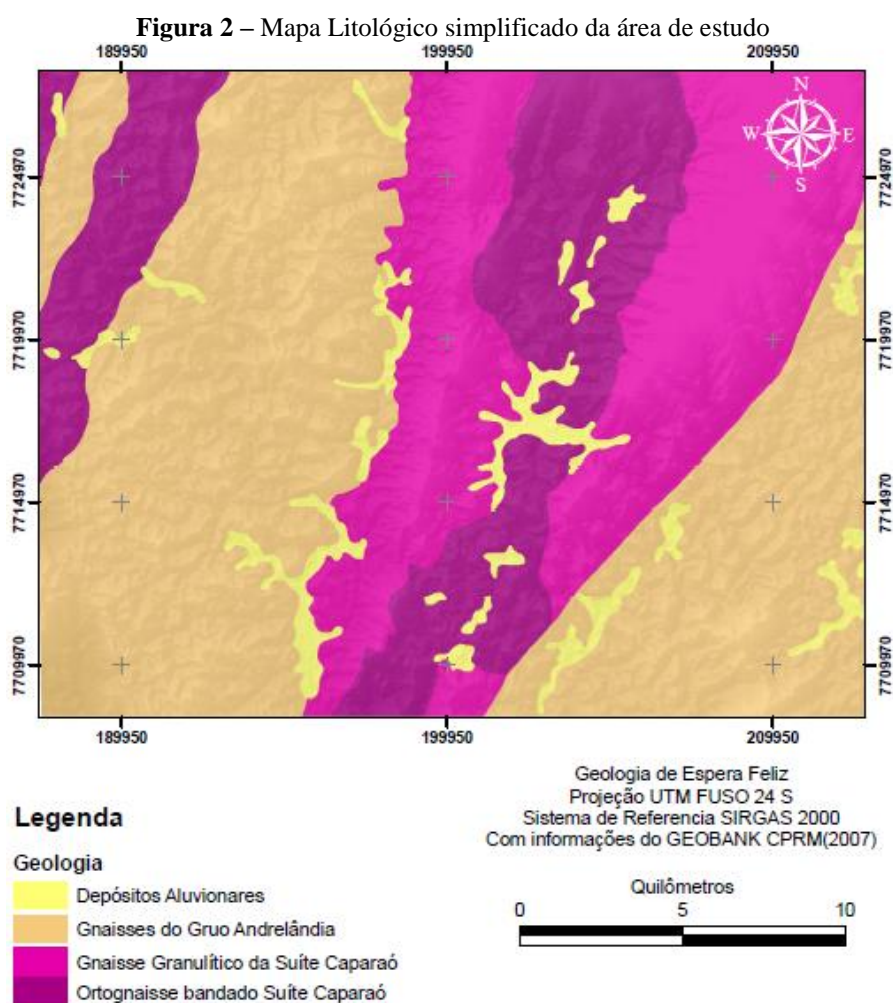 Figura 2 – Mapa Litológico simplificado da área de estudo
189950 199950 209950
N
W E
S
7724970 7724970
7719970 7719970
7714970 7714970
7709970 7709970
189950 199950 209950
Geologia de Espera Feliz
Projeção UTM FUSO 24 S
Sistema de Referencia SIRGAS 2000
Com informações do GEOBANK CPRM(2007)
Legenda
Geologia
Depósitos Aluvionares
Gnaisses do Gruo Andrelândia
Gnaisse Granulítico da Suíte Caparaó
Ortognaisse bandado Suíte Caparaó
Quilômetros
0 5 10